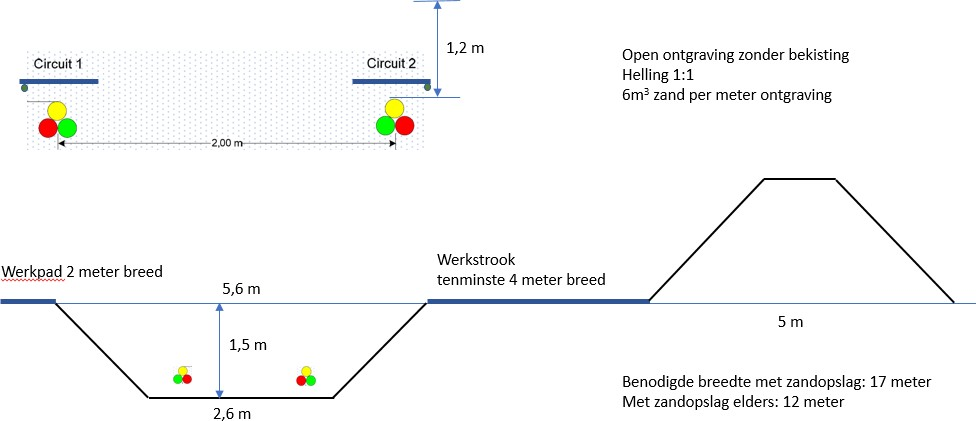 1,2 m
Circuit 1
Circuit 2
2,00 m
Open ontgraving zonder bekisting
Helling 1:1
6m³ zand per meter ontgraving
Werkpad 2 meter breed
5,6 m
Werkstrook
tenminste 4 meter breed
1,5 m
5 m
2,6 m
Benodigde breedte met zandopslag: 17 meter
Met zandopslag elders: 12 meter